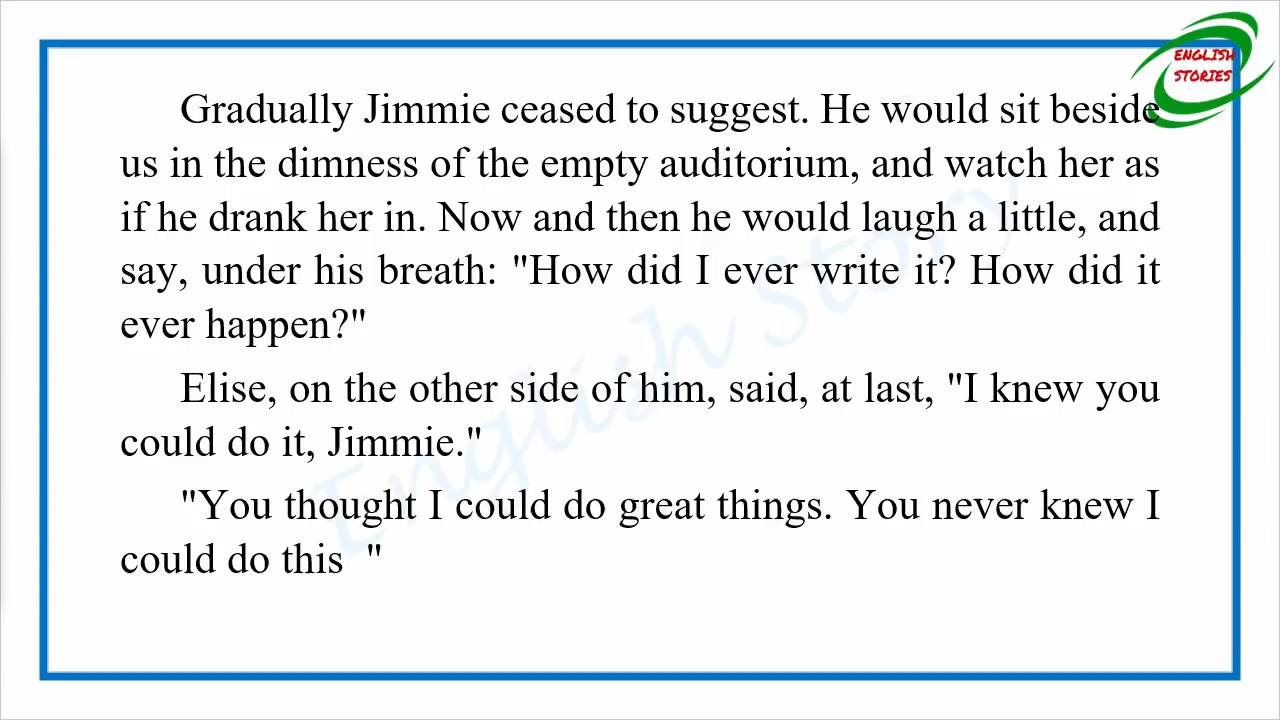 ENGLISH
STORIES
Gradually Jimmie ceased to suggest. He would sit beside
us in the dimness of the empty auditorium, and watch her as
if he drank her in. Now and then he would laugh a little, and
say, under his breath: "How did I ever write it? How did it
ever happen?"
Elise, on the other side of him, said, at last, "I knew you
could do it, Jimmie."
"You thought I could do great things. You never knew I
could do this "
English Story